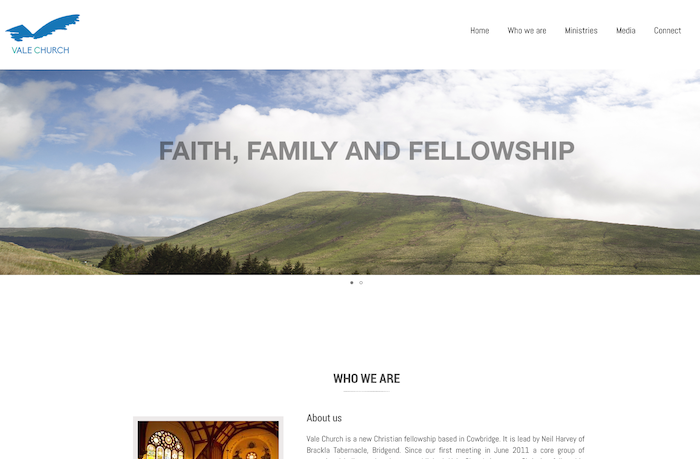 VALE CHURCH
Home Who we are Ministries Media Connect
FAITH, FAMILY AND FELLOWSHIP
WHO WE ARE
About us
Vale Church is a new Christian fellowship based in Cowbridge. It is lead by Neil Harvey of
Brackla Tabernacle, Bridgend. Since our first meeting in June 2011 a core group of